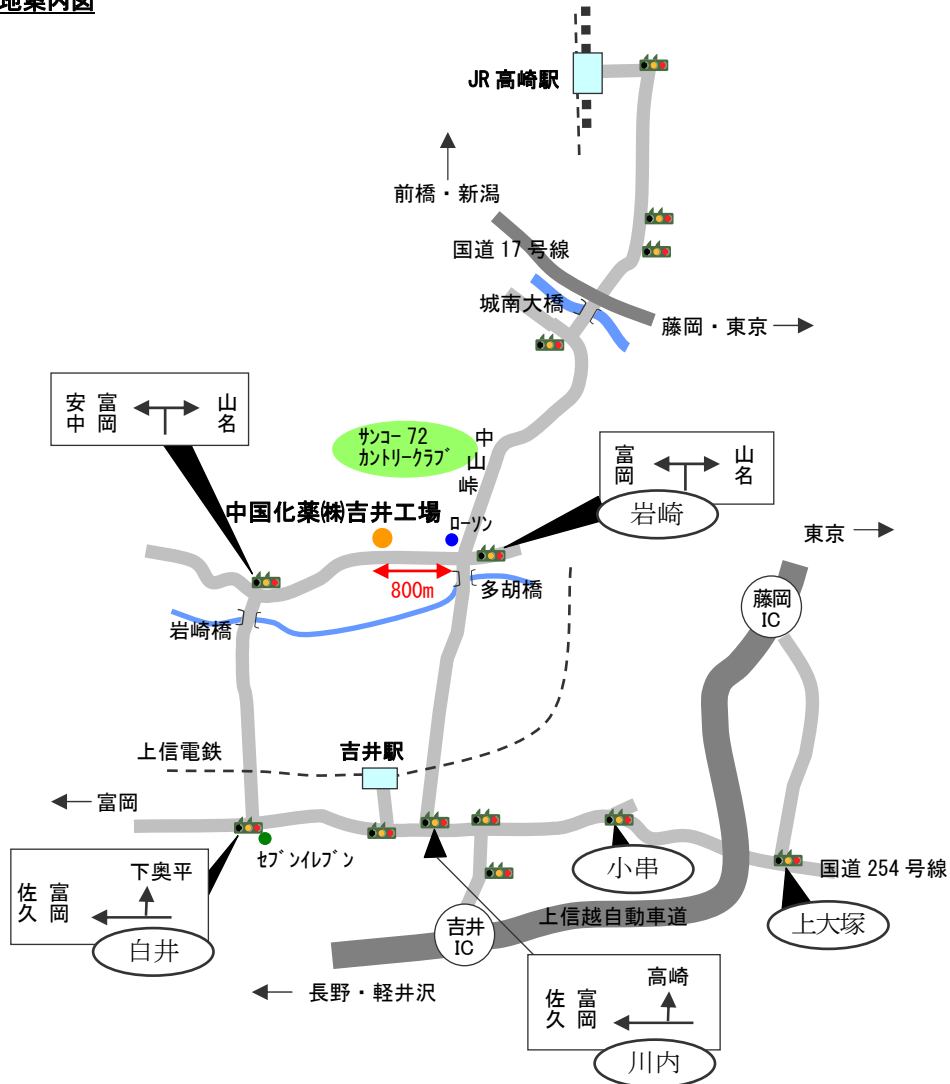 地案内図
JR 高崎駅
前橋・新潟
国道 17 号線
城南大橋
藤岡・東京
安中
富岡
山名
サンコー 72
カントリークラブ
中山峠
富岡
山名
岩崎
中国化薬㈱吉井工場
ローソン
東京
800m
多胡橋
藤岡
IC
岩崎橋
上信電鉄
吉井駅
富岡
セブンイレブン
小串
国道 254 号線
下奥平
佐久
富岡
白井
吉井
IC
上信越自動車道
上大塚
長野・軽井沢
高崎
佐久
富岡
川内